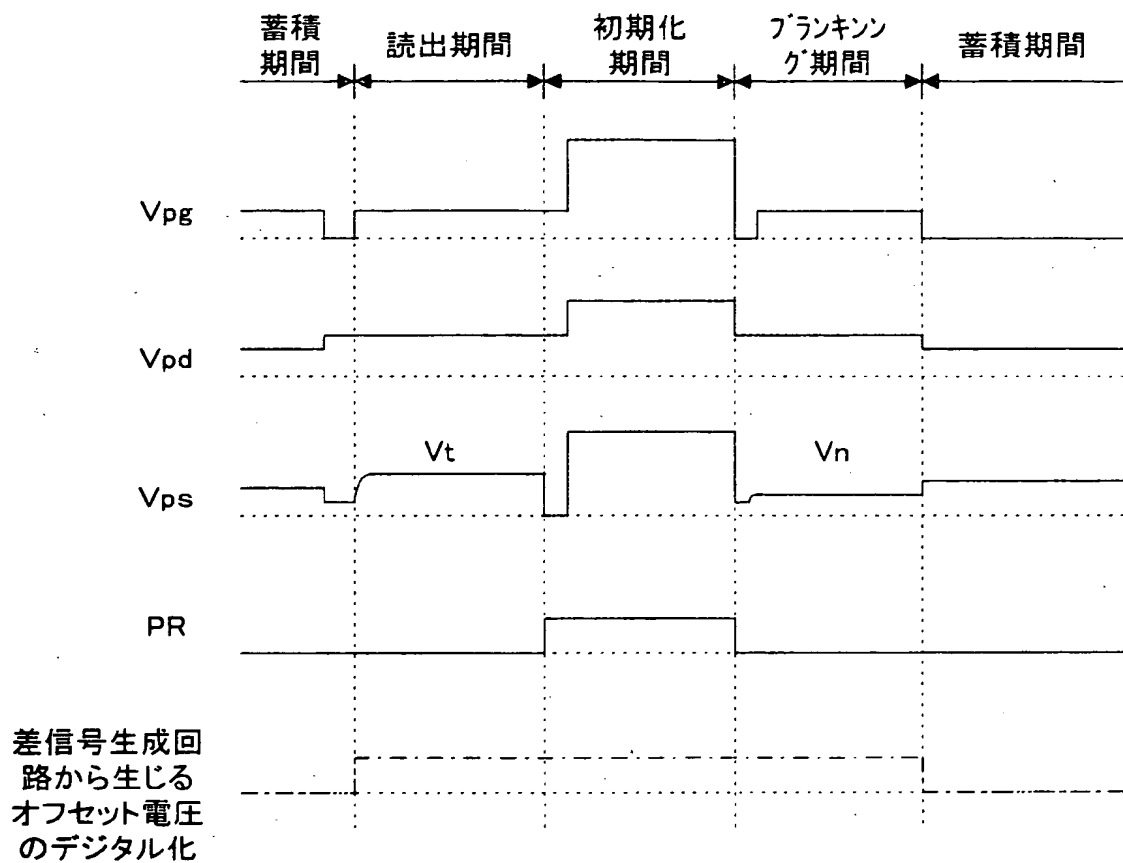 蓄積
期間
読出期間
初期化
期間
ブランキンン
グ期間
蓄積期間
Vpg
Vpd
Vt
Vn
Vps
PR
差信号生成回
路から生じる
オフセット電圧
のデジタル化